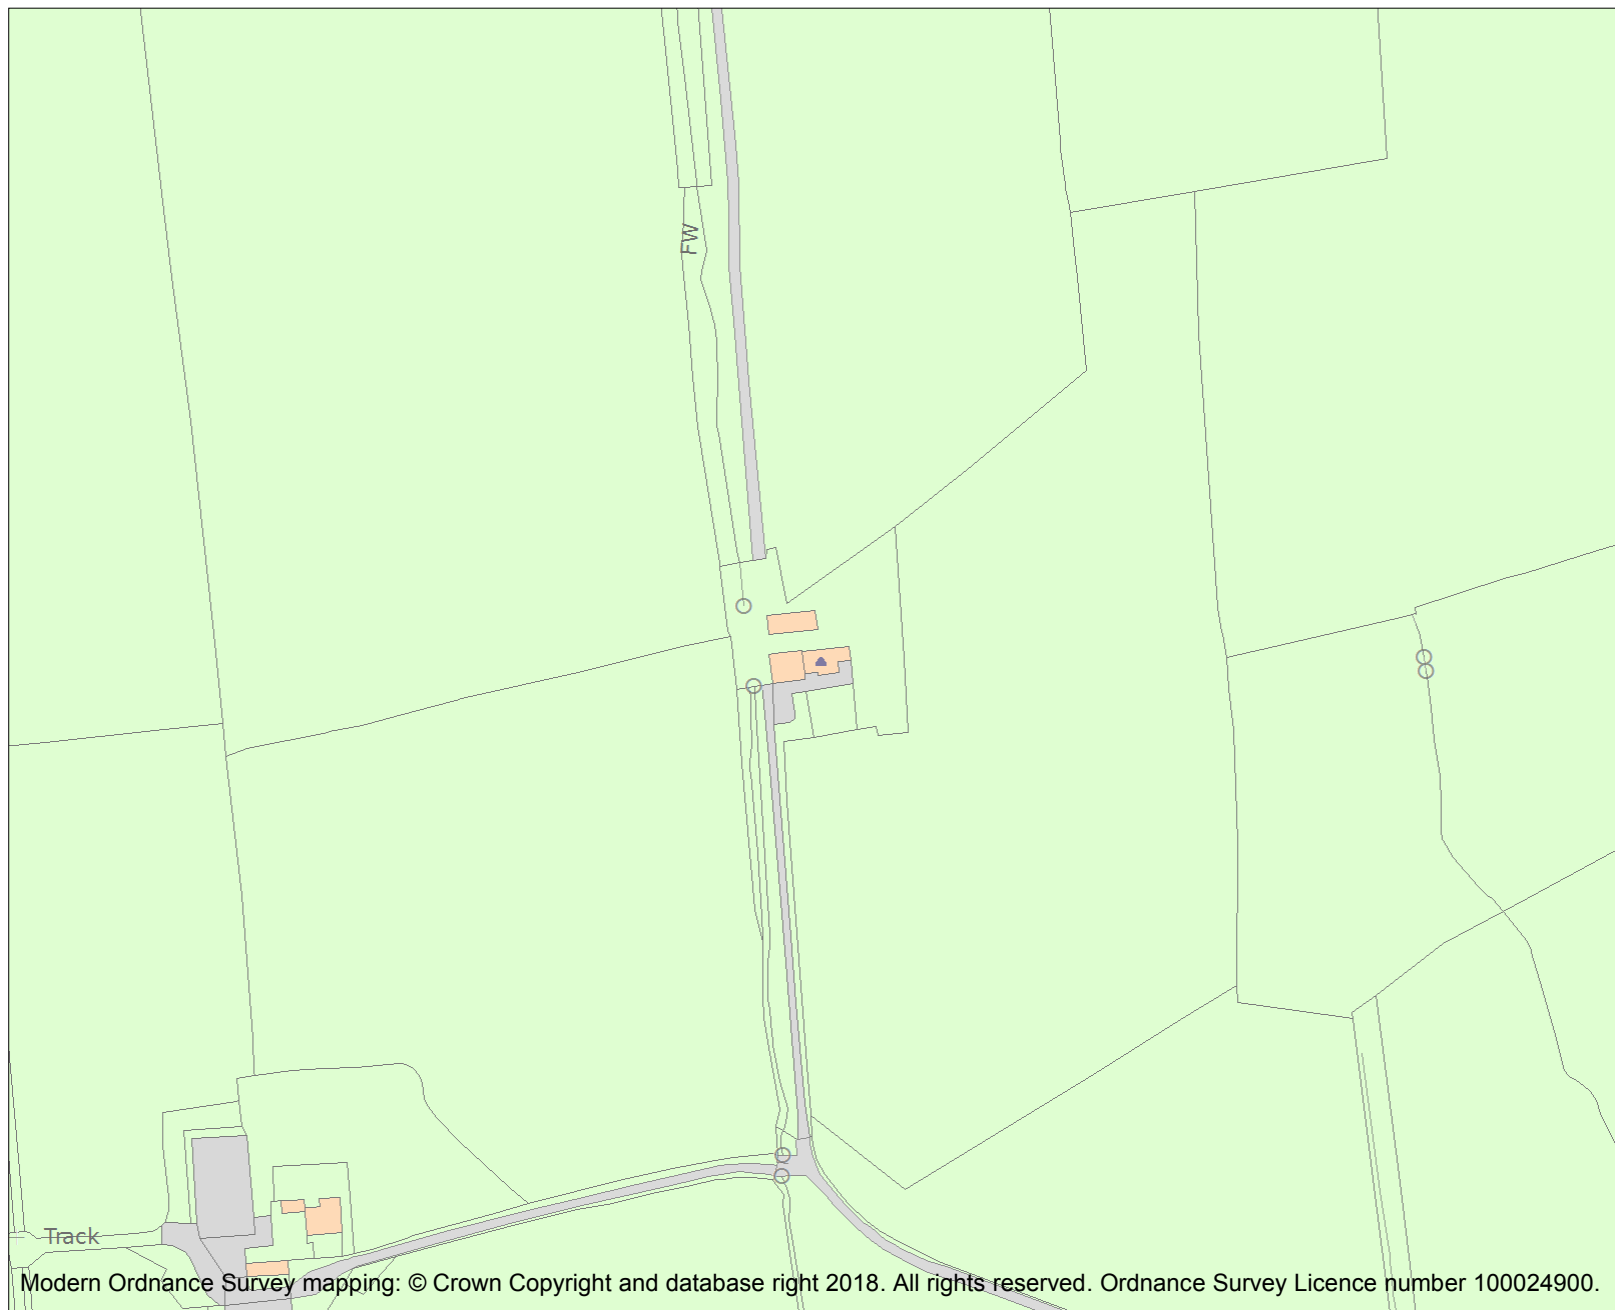 FW
Track
Modern Ordnance Survey mapping: © Crown Copyright and database right 2018. All rights reserved. Ordnance Survey Licence number 100024900.